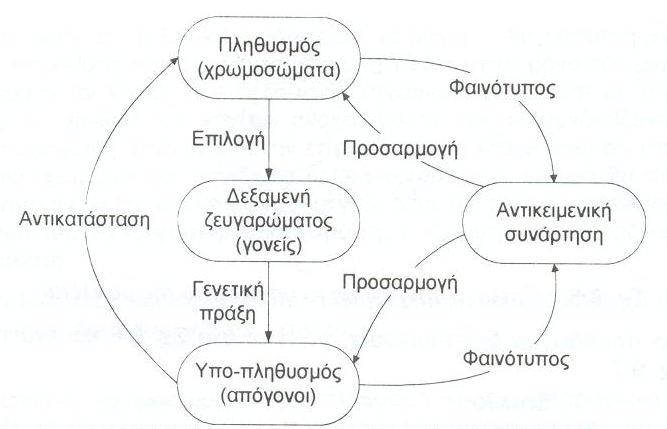 Πληθυσμός
(χρωμοσώματα)
Φαινότυπος
Επιλογή
Προσαρμογή
Δεξαμενή
ζευγαρώματος
(γονείς)
Αντικειμενική
συνάρτηση
Αντικατάσταση
Γενετική
πράξη
Προσαρμογή
Φαινότυπος
Υπο-πληθυσμός
(απόγονοι)